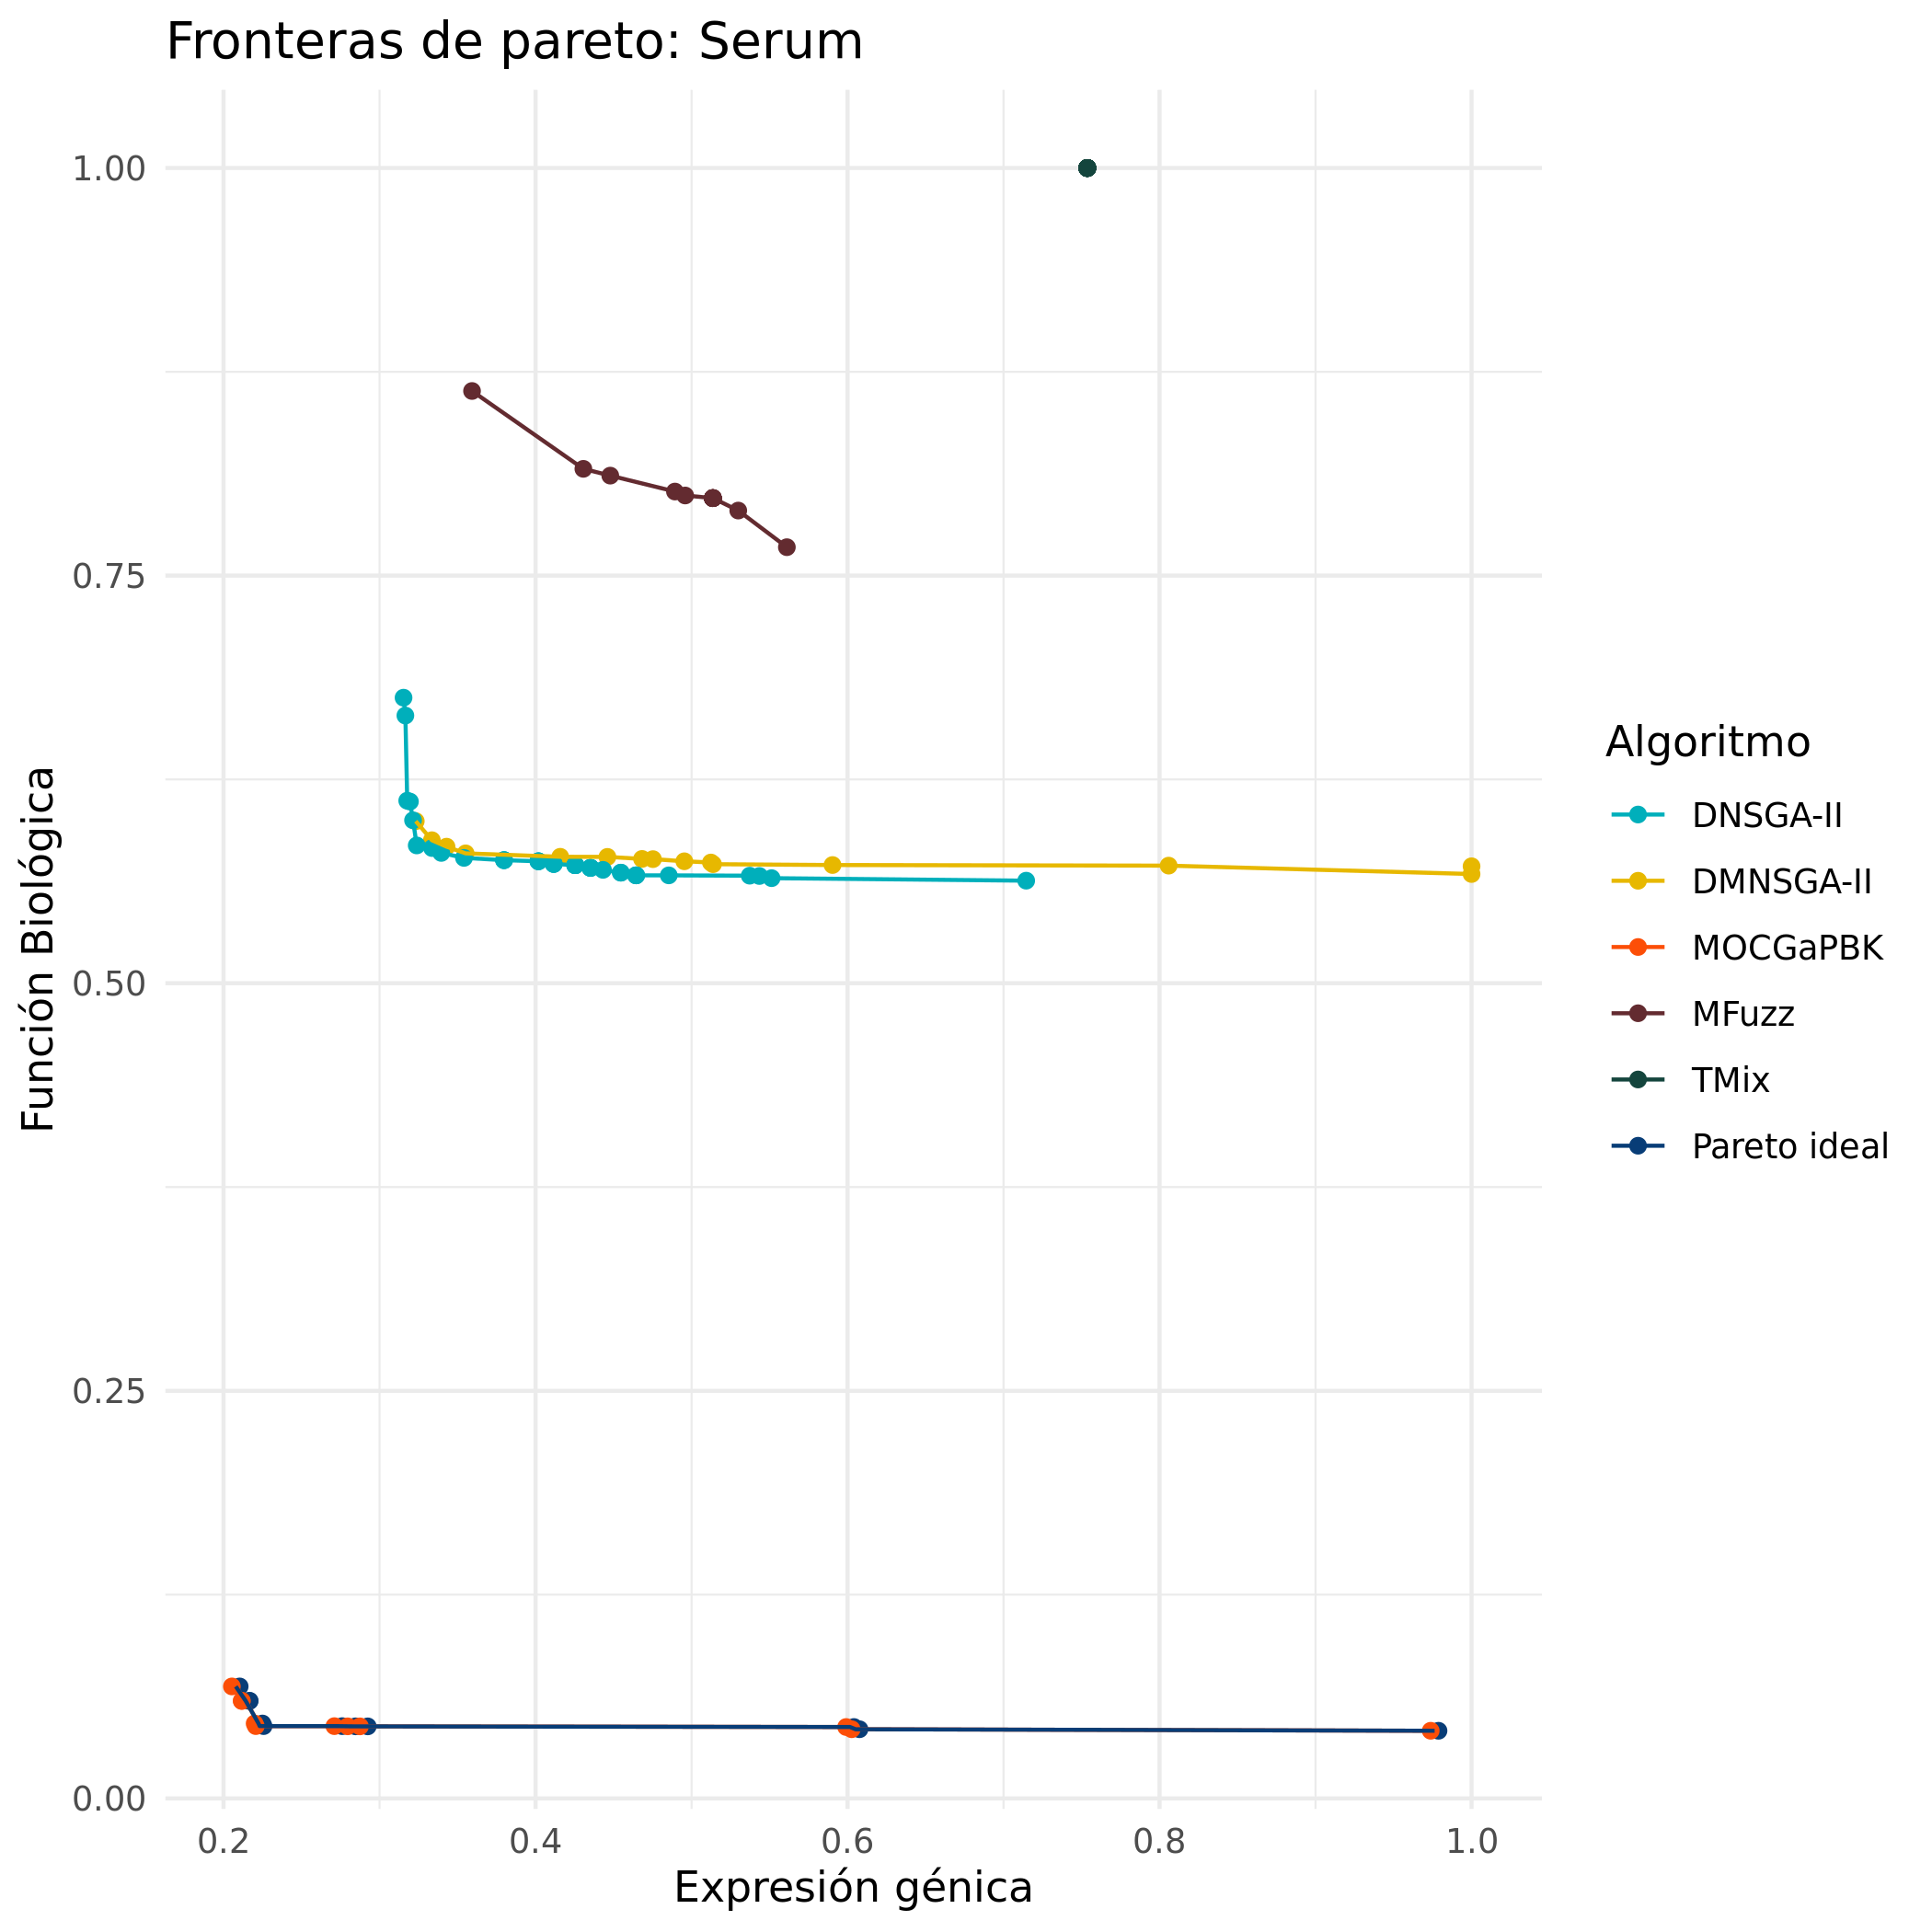 Fronteras de pareto: Serum
Función Biológica
1.00
0.75
0.50
0.25
0.00
0.2 0.4 0.6 0.8 1.0
Expresión génica
Algoritmo
DNSGA-II
DMNSGA-II
MOCGaPBK
MFuzz
TMix
Pareto ideal